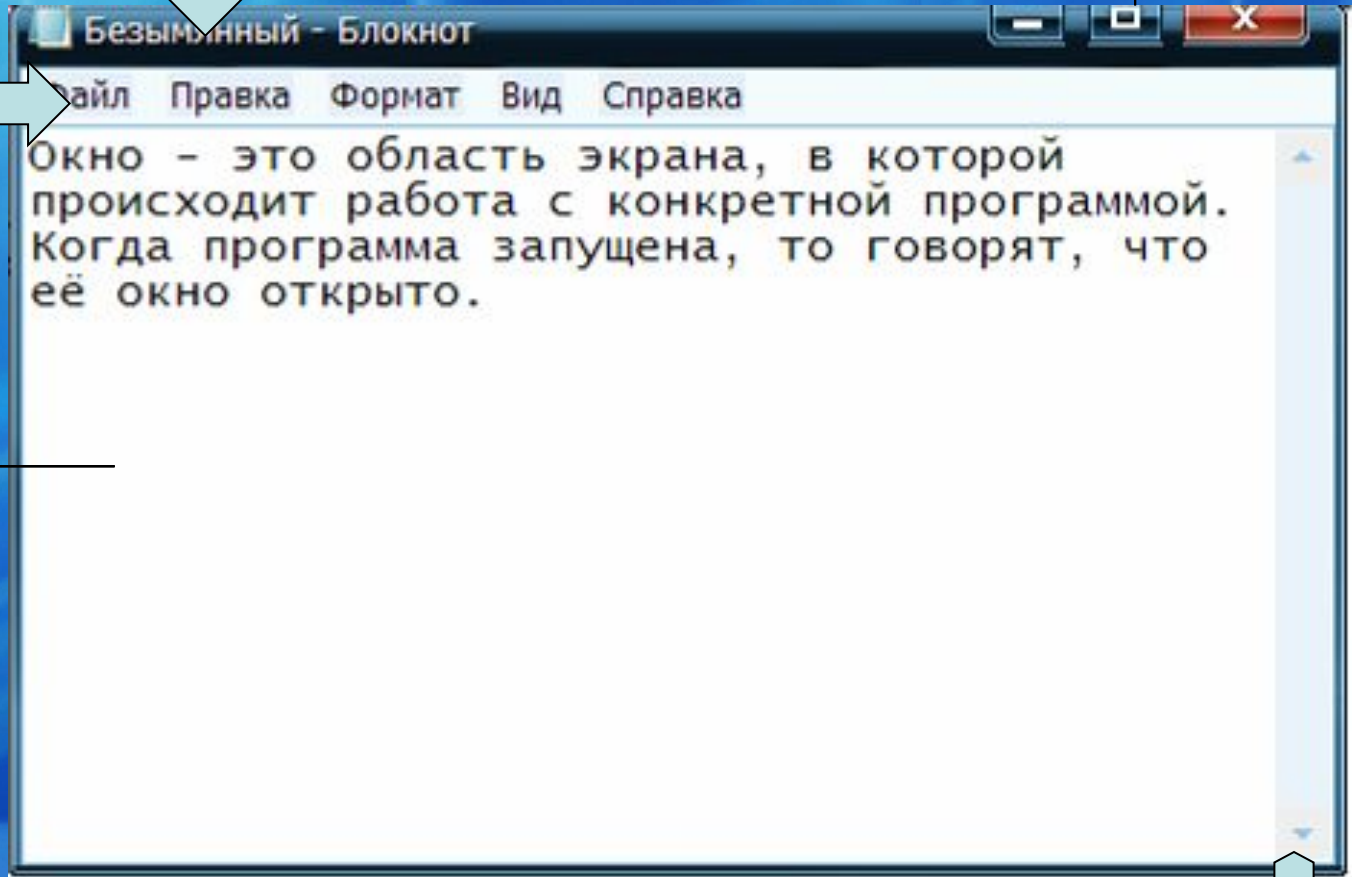 Безымянный - Блокнот
Файл Правка Формат Вид Справка
Окно – это область экрана, в которой
происходит работа с конкретной программой.
Когда программа запущена, то говорят, что
её окно открыто.